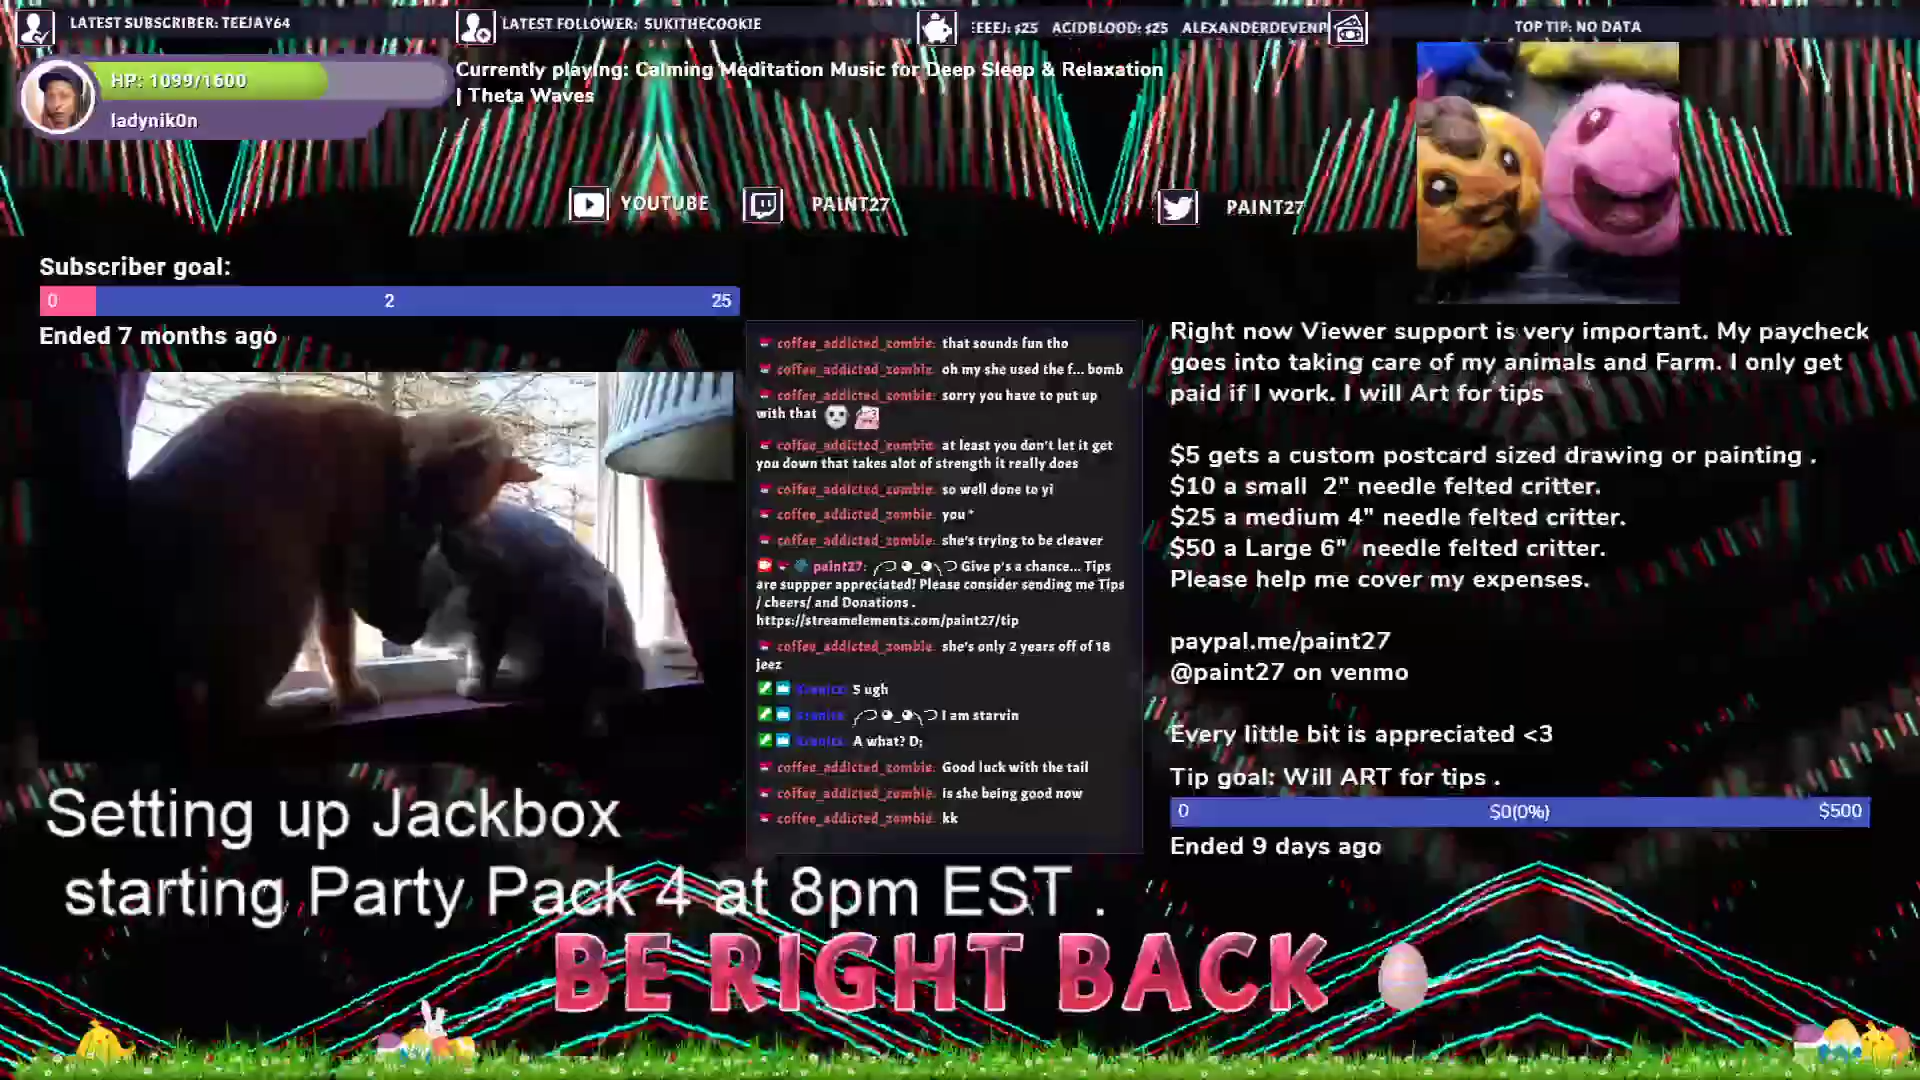 LATEST SUBSCRIBER: TEEJAY64
LATEST FOLLOWER: SUKITHECOOKIE
EEEJ: $25 ACIDBLOOD: $25 ALEXANDERDEVENP
TOP TIP: NO DATA
HP: 1099/1600
ladynik0n
Currently playing: Calming Meditation Music for Deep Sleep & Relaxation
| Theta Waves
YOUTUBE
PAINT27
PAINT27
Subscriber goal:
0 2 25
Ended 7 months ago
coffee_addicted_zombie: that sounds fun tho
coffee_addicted_zombie: oh my she used the f... bomb
coffee_addicted_zombie: sorry you have to put up
with that
coffee_addicted_zombie: at least you don't let it get
you down that takes alot of strength it really does
coffee_addicted_zombie: so well done to yi
coffee_addicted_zombie: you*
coffee_addicted_zombie: she's trying to be cleaver
paint27: Give p's a chance... Tips
are suppper appreciated! Please consider sending me Tips
/ cheers/ and Donations .
https://streamelements.com/paint27/tip
coffee_addicted_zombie: she's only 2 years off of 18
jeez
5 ugh
I am starvin
A what? D;
coffee_addicted_zombie: Good luck with the tail
coffee_addicted_zombie: is she being good now
coffee_addicted_zombie: kk
Right now Viewer support is very important. My paycheck
goes into taking care of my animals and Farm. I only get
paid if I work. I will Art for tips
$5 gets a custom postcard sized drawing or painting .
$10 a small 2" needle felted critter.
$25 a medium 4" needle felted critter.
$50 a Large 6" needle felted critter.
Please help me cover my expenses.
paypal.me/paint27
@paint27 on venmo
Every little bit is appreciated <3
Tip goal: Will ART for tips .
0 $0(0%) $500
Ended 9 days ago
Setting up Jackbox
starting Party Pack 4 at 8pm EST .
BE RIGHT BACK